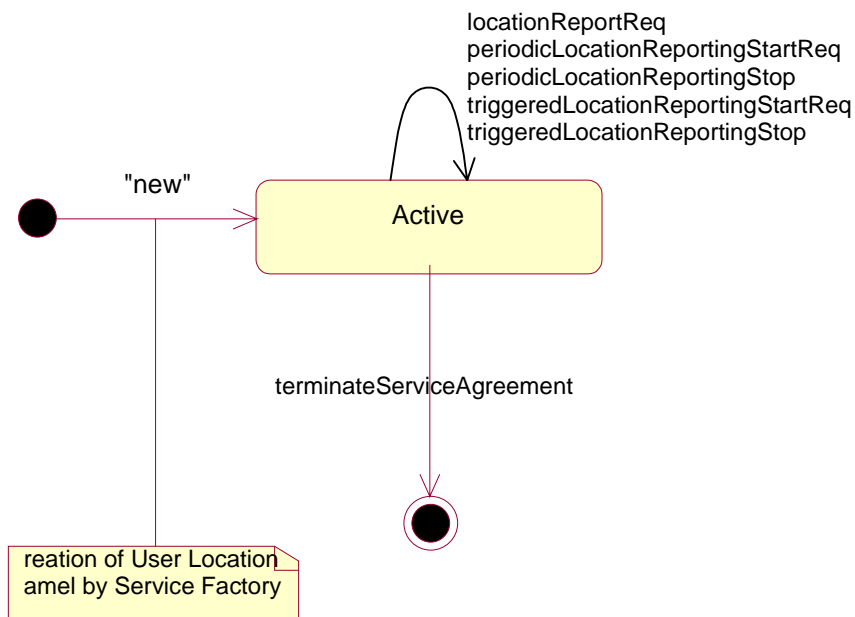 locationReportReq
periodicLocationReportingStartReq
periodicLocationReportingStop
triggeredLocationReportingStartReq
triggeredLocationReportingStop
"new"
Active
terminateServiceAgreement
reation of User Location
amel by Service Factory